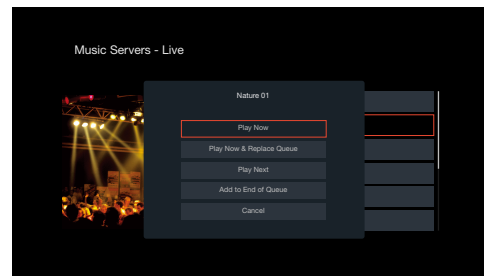 Music Servers - Live
Nature 01
Play Now
Play Now & Replace Queue
Play Next
Add to End of Queue
Cancel